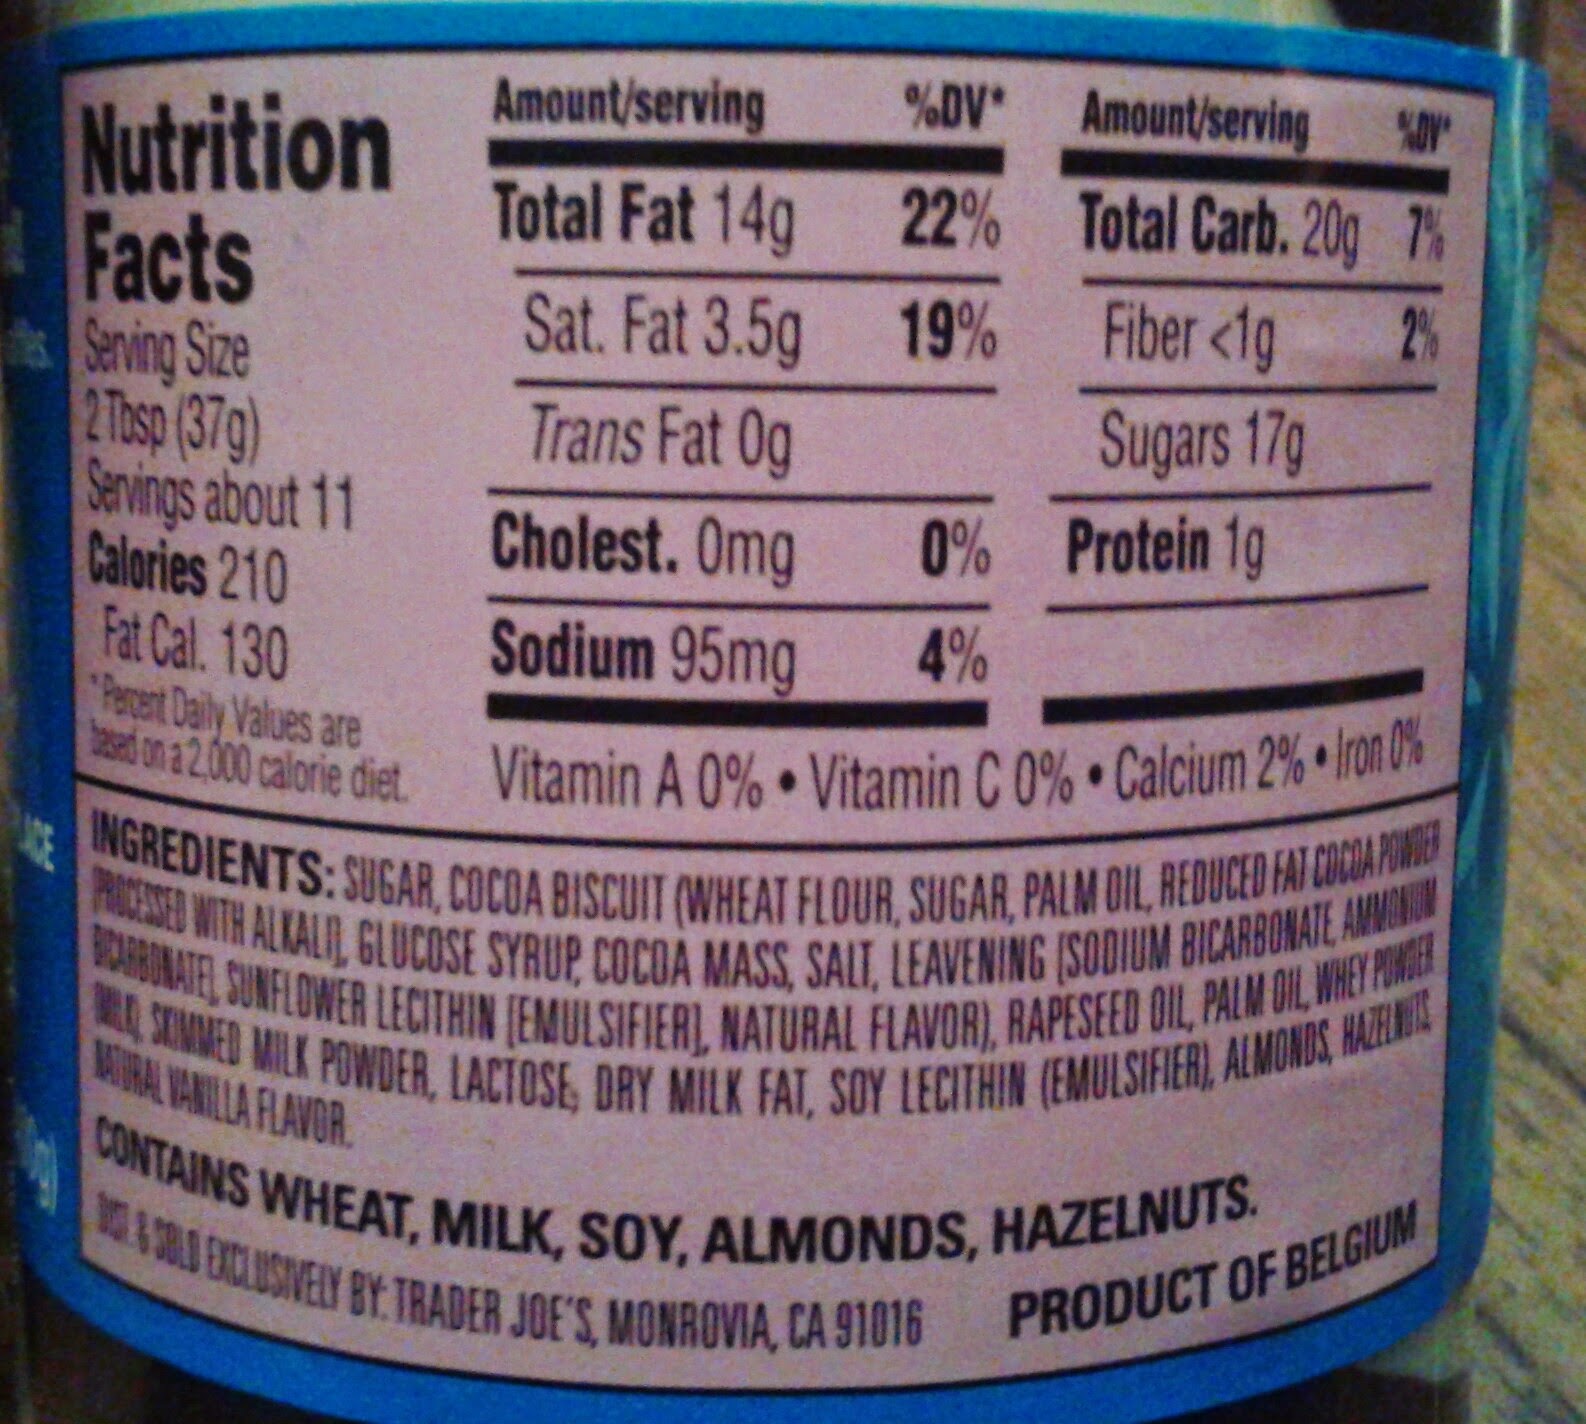 Nutrition
Facts
Serving Size
2 Tbsp (37g)
Servings about 11
Calories 210
Fat Cal. 130
*Percent Daily Values are
based on a 2,000 calorie diet.
Amount/serving %DV*
Total Fat 14g 22%
Sat. Fat 3.5g 19%
Trans Fat 0g
Cholest. 0mg 0%
Sodium 95mg 4%
Amount/serving %DV*
Total Carb. 20g 7%
Fiber <1g 2%
Sugars 17g
Protein 1g
Vitamin A 0% • Vitamin C 0% • Calcium 2% • Iron 0%
INGREDIENTS: SUGAR, COCOA BISCUIT (WHEAT FLOUR, SUGAR, PALM OIL, REDUCED FAT COCOA POWDER
[PROCESSED WITH ALKALI], GLUCOSE SYRUP, COCOA MASS, SALT, LEAVENING [SODIUM BICARBONATE, AMMONIUM
BICARBONATE], SUNFLOWER LECITHIN [EMULSIFIER], NATURAL FLAVOR), RAPESEED OIL, PALM OIL, WHEY POWDER
(MILK), SKIMMED MILK POWDER, LACTOSE, DRY MILK FAT, SOY LECITHIN (EMULSIFIER), ALMONDS, HAZELNUTS,
NATURAL VANILLA FLAVOR.
CONTAINS WHEAT, MILK, SOY, ALMONDS, HAZELNUTS.
DIST. & SOLD EXCLUSIVELY BY: TRADER JOE'S, MONROVIA, CA 91016
PRODUCT OF BELGIUM